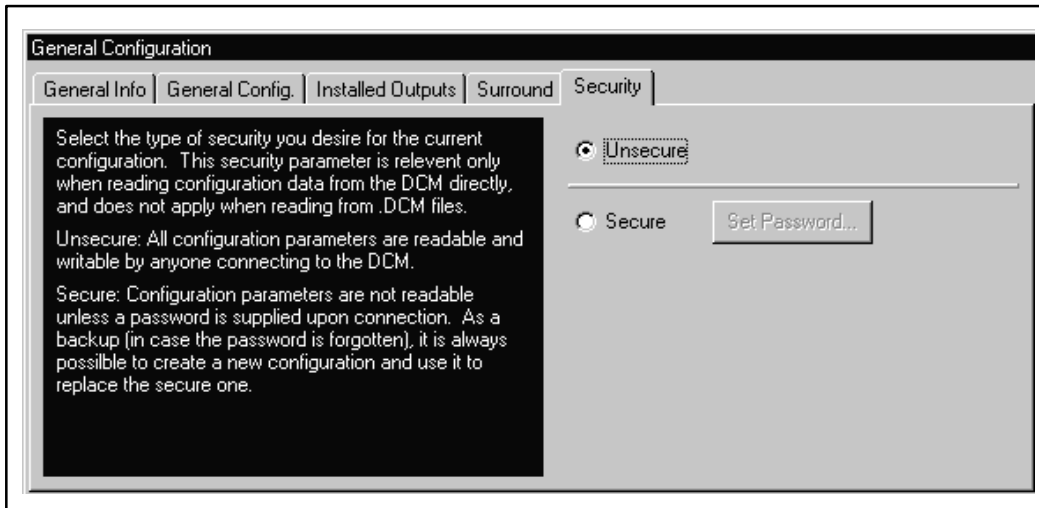 General Configuration
General Info General Config. Installed Outputs Surround Security
Select the type of security you desire for the current
configuration. This security parameter is relevent only
when reading configuration data from the DCM directly,
and does not apply when reading from .DCM files.
Unsecure: All configuration parameters are readable and
writable by anyone connecting to the DCM.
Secure: Configuration parameters are not readable
unless a password is supplied upon connection. As a
backup (in case the password is forgotten), it is always
possilble to create a new configuration and use it to
replace the secure one.
Unsecure
Secure Set Password...